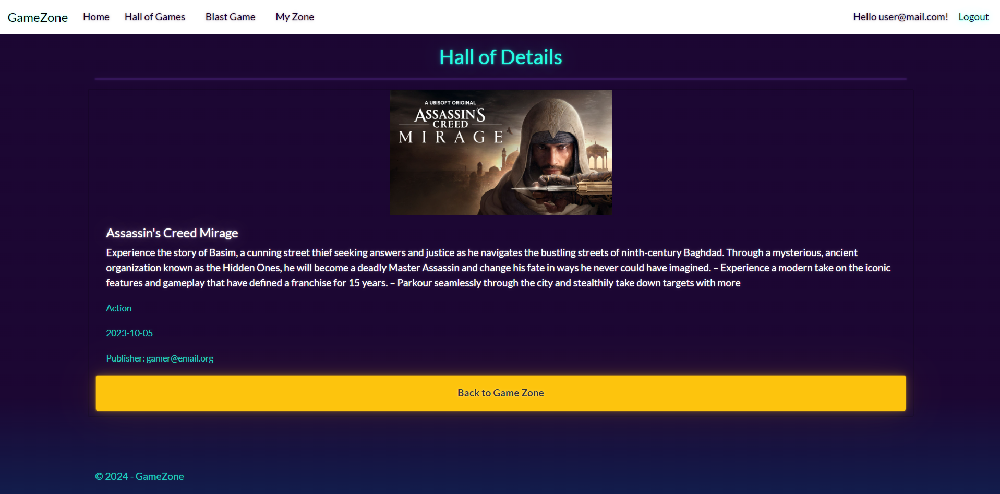 GameZone Home Hall of Games Blast Game My Zone Hello user@mail.com! Logout
Hall of Details
A UBISOFT ORIGINAL
ASSASSIN'S
CREED
MIRAGE
Assassin's Creed Mirage
Experience the story of Basim, a cunning street thief seeking answers and justice as he navigates the bustling streets of ninth-century Baghdad. Through a mysterious, ancient
organization known as the Hidden Ones, he will become a deadly Master Assassin and change his fate in ways he never could have imagined. – Experience a modern take on the iconic
features and gameplay that have defined a franchise for 15 years. – Parkour seamlessly through the city and stealthily take down targets with more
Action
2023-10-05
Publisher: gamer@email.org
Back to Game Zone
© 2024 - GameZone